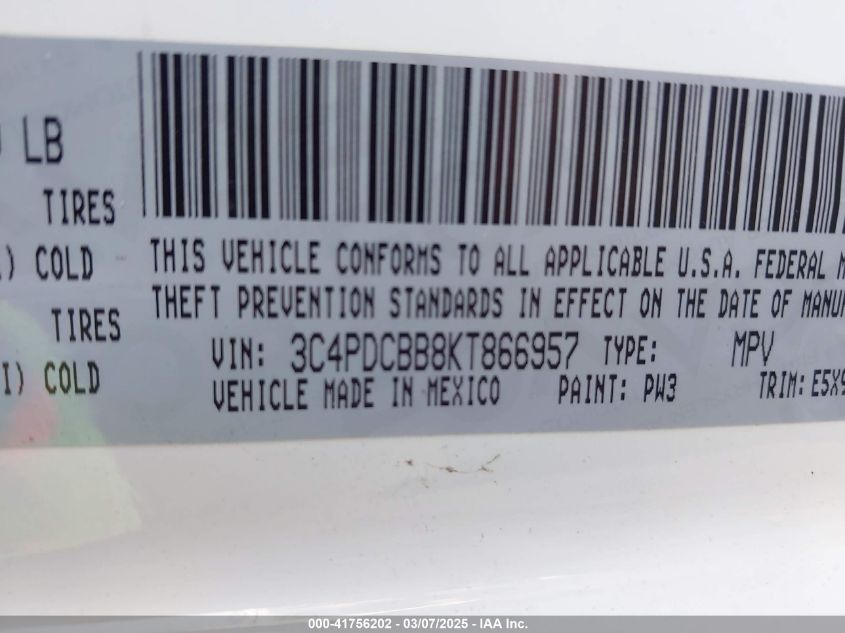 LB
TIRES
) COLD
TIRES
I) COLD
THIS VEHICLE CONFORMS TO ALL APPLICABLE U.S.A. FEDERAL M
THEFT PREVENTION STANDARDS IN EFFECT ON THE DATE OF MANU
VIN: 3C4PDCBB8KT866957 TYPE: MPV
VEHICLE MADE IN MEXICO PAINT: PW3 TRIM: E5X9
000-41756202 - 03/07/2025 - IAA Inc.